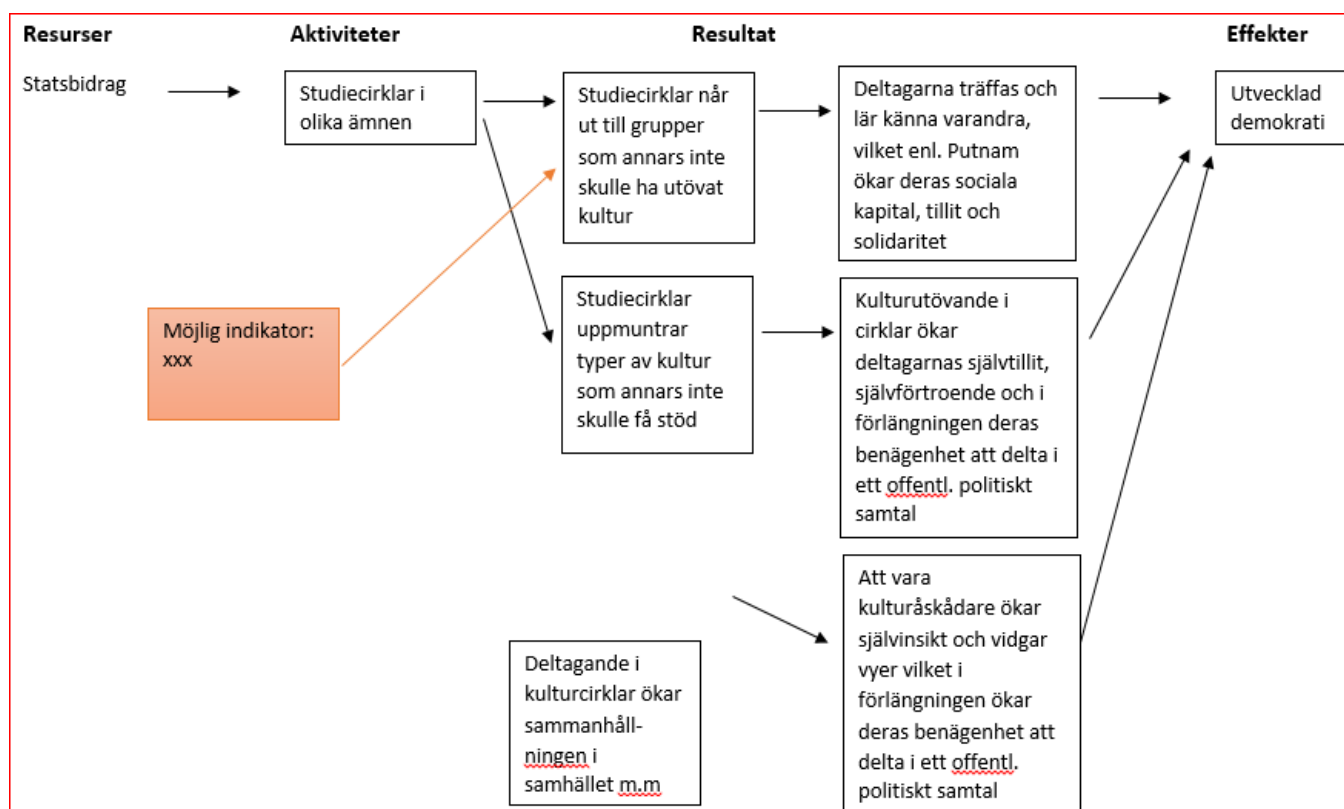 Resurser Aktiviteter Resultat Effekter
Statsbidrag
Studiecirklar i
olika ämnen
Studiecirklar når
ut till grupper
som annars inte
skulle ha utövat
kultur
Deltagarna träffas och
lär känna varandra,
vilket enl. Putnam
ökar deras sociala
kapital, tillit och
solidaritet
Utvecklad
demokrati
Möjlig indikator:
xxx
Studiecirklar
uppmuntrar
typer av kultur
som annars inte
skulle få stöd
Kulturutövande i
cirklar ökar
deltagarnas självtillit,
självförtroende och i
förlängningen deras
benägenhet att delta i
ett offentl. politiskt
samtal
Deltagande i
kulturcirklar ökar
sammanhåll-
ningen i
samhället m.m
Att vara
kulturåskådare ökar
självinsikt och vidgar
vyer vilket i
förlängningen ökar
deras benägenhet att
delta i ett offentl.
politiskt samtal